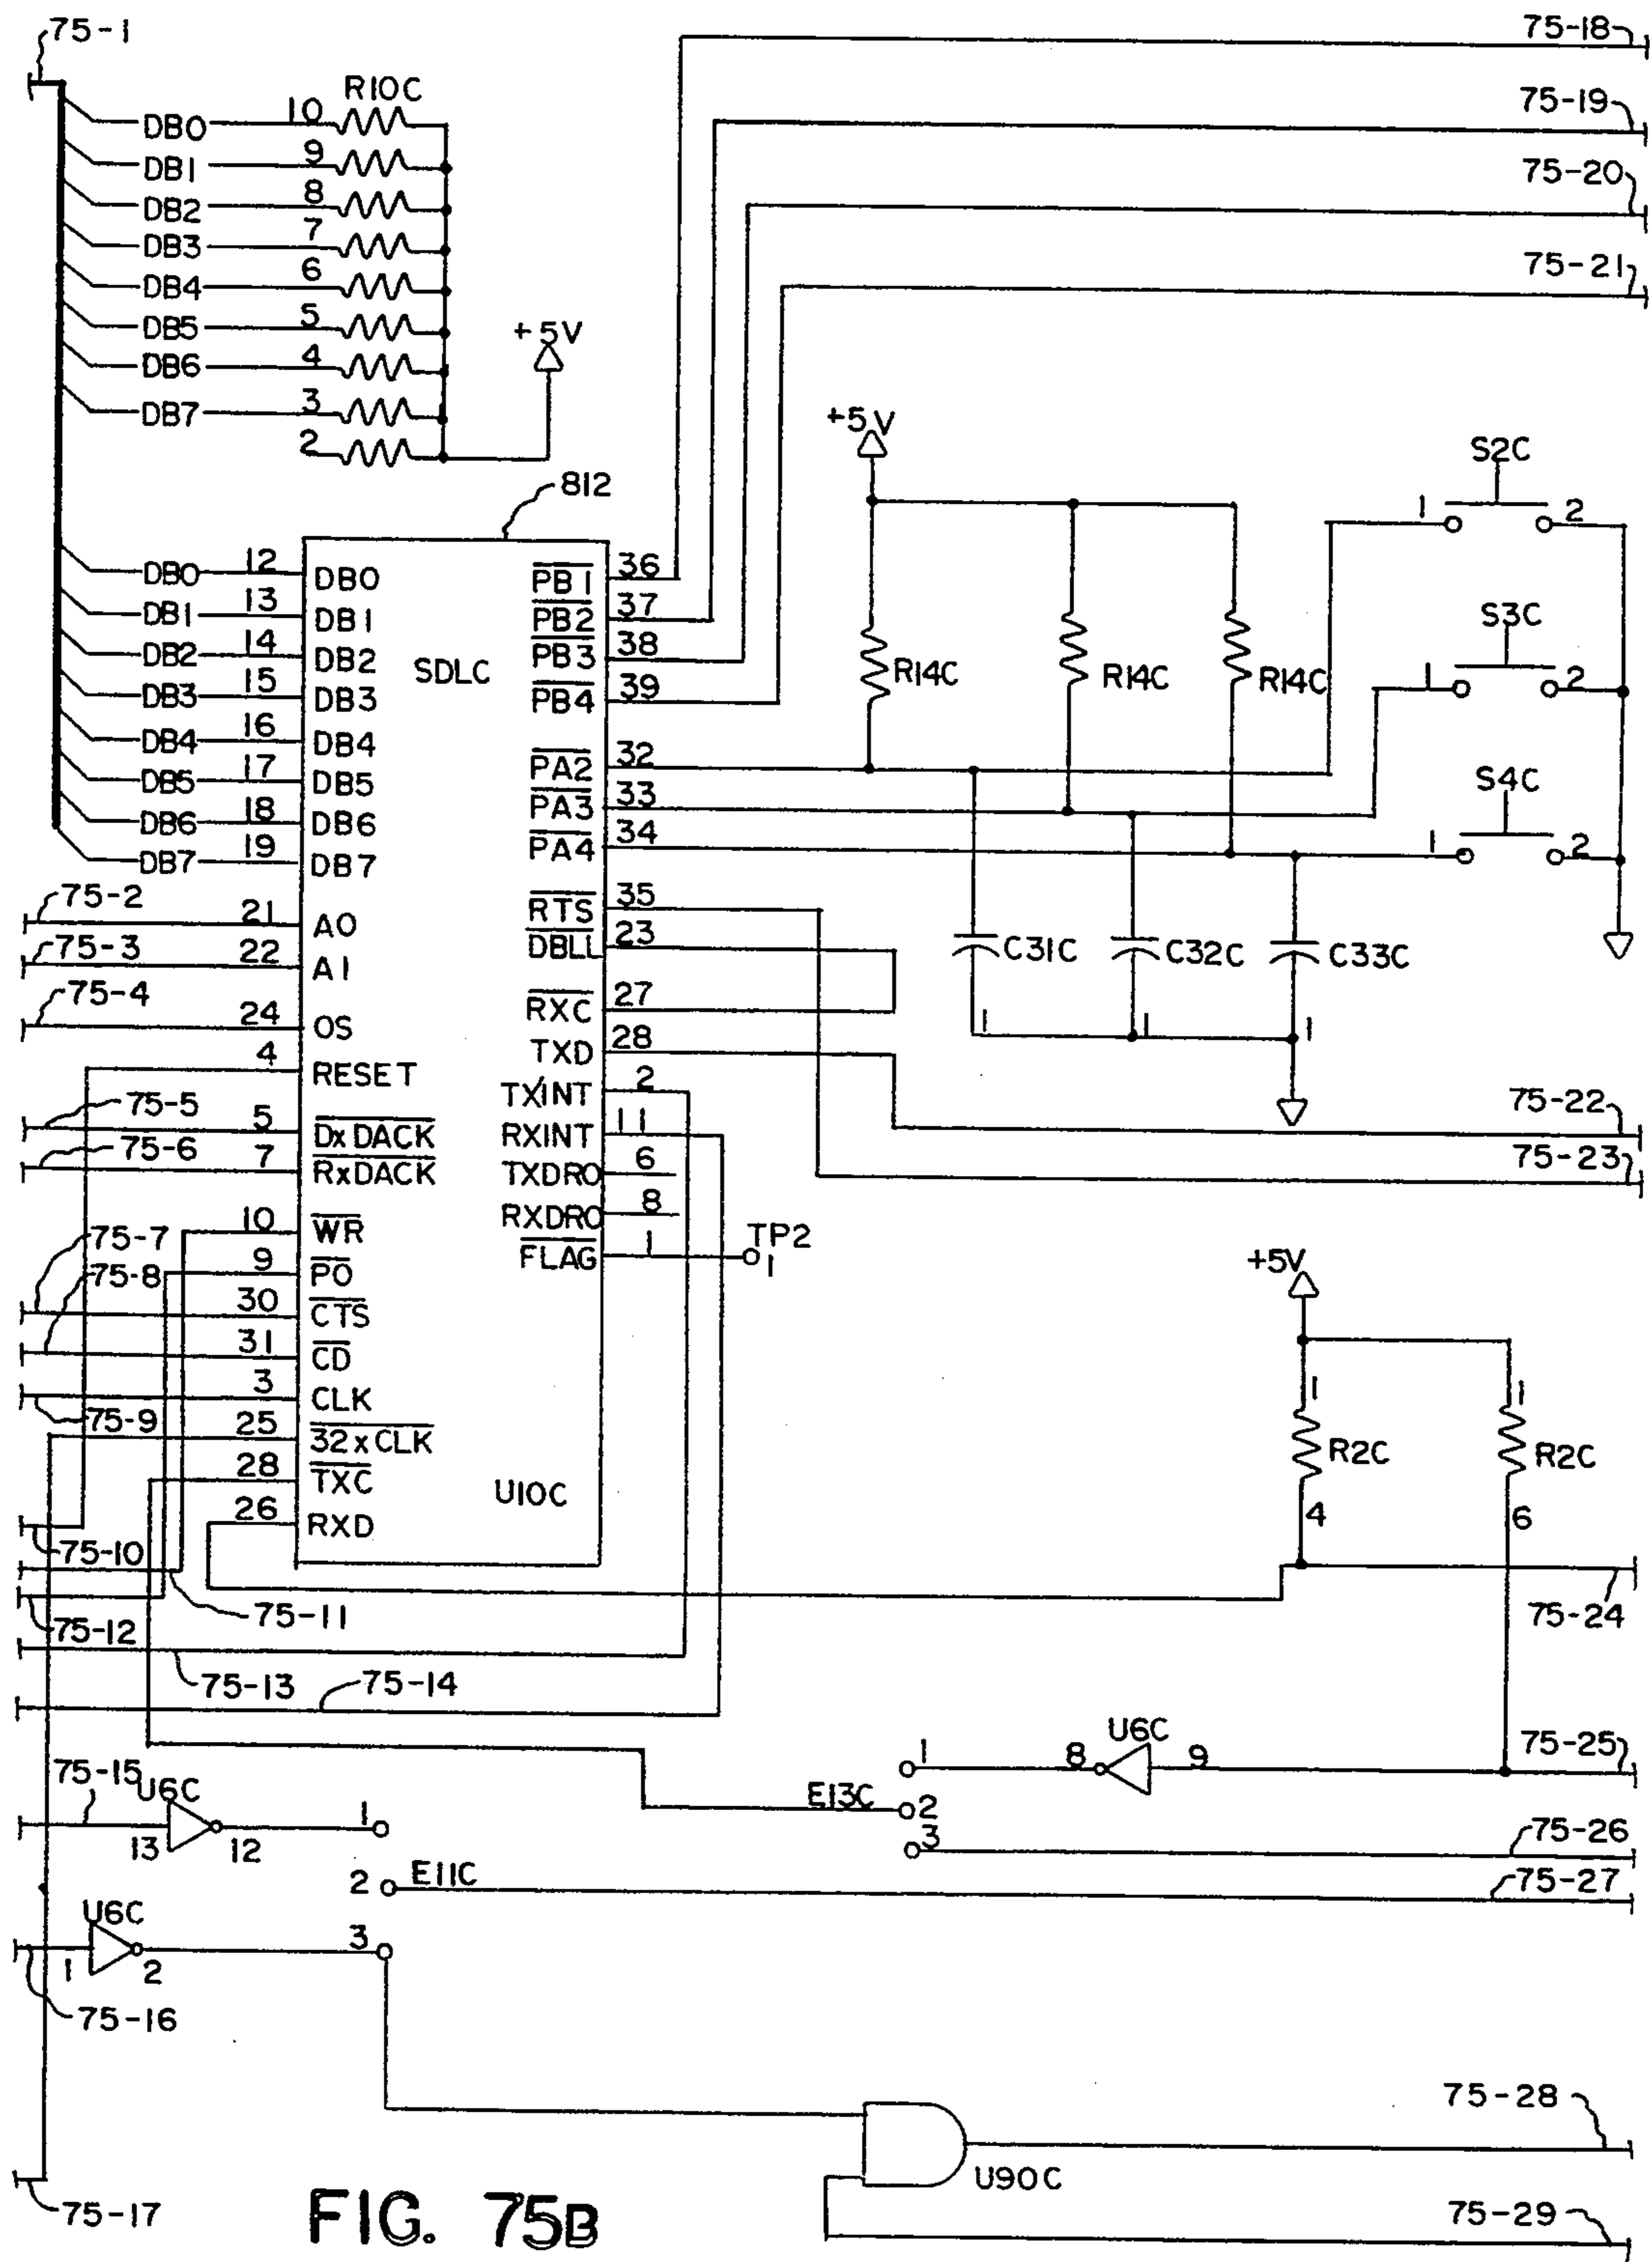 75-1
75-18
R10C
DB0 10
75-19
DB1 9
DB2 8
75-20
DB3 7
DB4 6
75-21
DB5 5
+5V
DB6 4
DB7 3
2
+5V
812
S2C
1 2
DB0 12 DB0 PB1 36
DB1 13 DB1 PB2 37
DB2 14 DB2 SDLC PB3 38
DB3 15 DB3 PB4 39
R14C R14C R14C
S3C
1 2
DB4 16 DB4 PA2 32
DB5 17 DB5 PA3 33
DB6 18 DB6 PA4 34
DB7 19 DB7
S4C
1 2
75-2 21 A0 RTS 35
75-3 22 A1 DBLL 23
C31C C32C C33C
75-4 24 OS RXC 27
1 1 1
4 RESET TXD 28
TXINT 2
75-5 5 DxDACK RXINT 11
75-22
75-6 7 RxDACK TXDRO 6
75-23
RXDRO 8
75-7 10 WR FLAG 1 TP2
1
75-8 9 PO
+5V
30 CTS
31 CD
3 CLK
75-9 25 32xCLK
1 1
R2C R2C
28 TXC
U10C
4 6
26 RXD
75-10
75-11
75-24
75-12
75-13 75-14
U6C
1 8 9 75-25
75-15 U6C
13 12 1
E13C 2
3 75-26
2 E11C 75-27
U6C
1 2 3
75-16
75-28
U90C
75-17
75-29
FIG. 75B